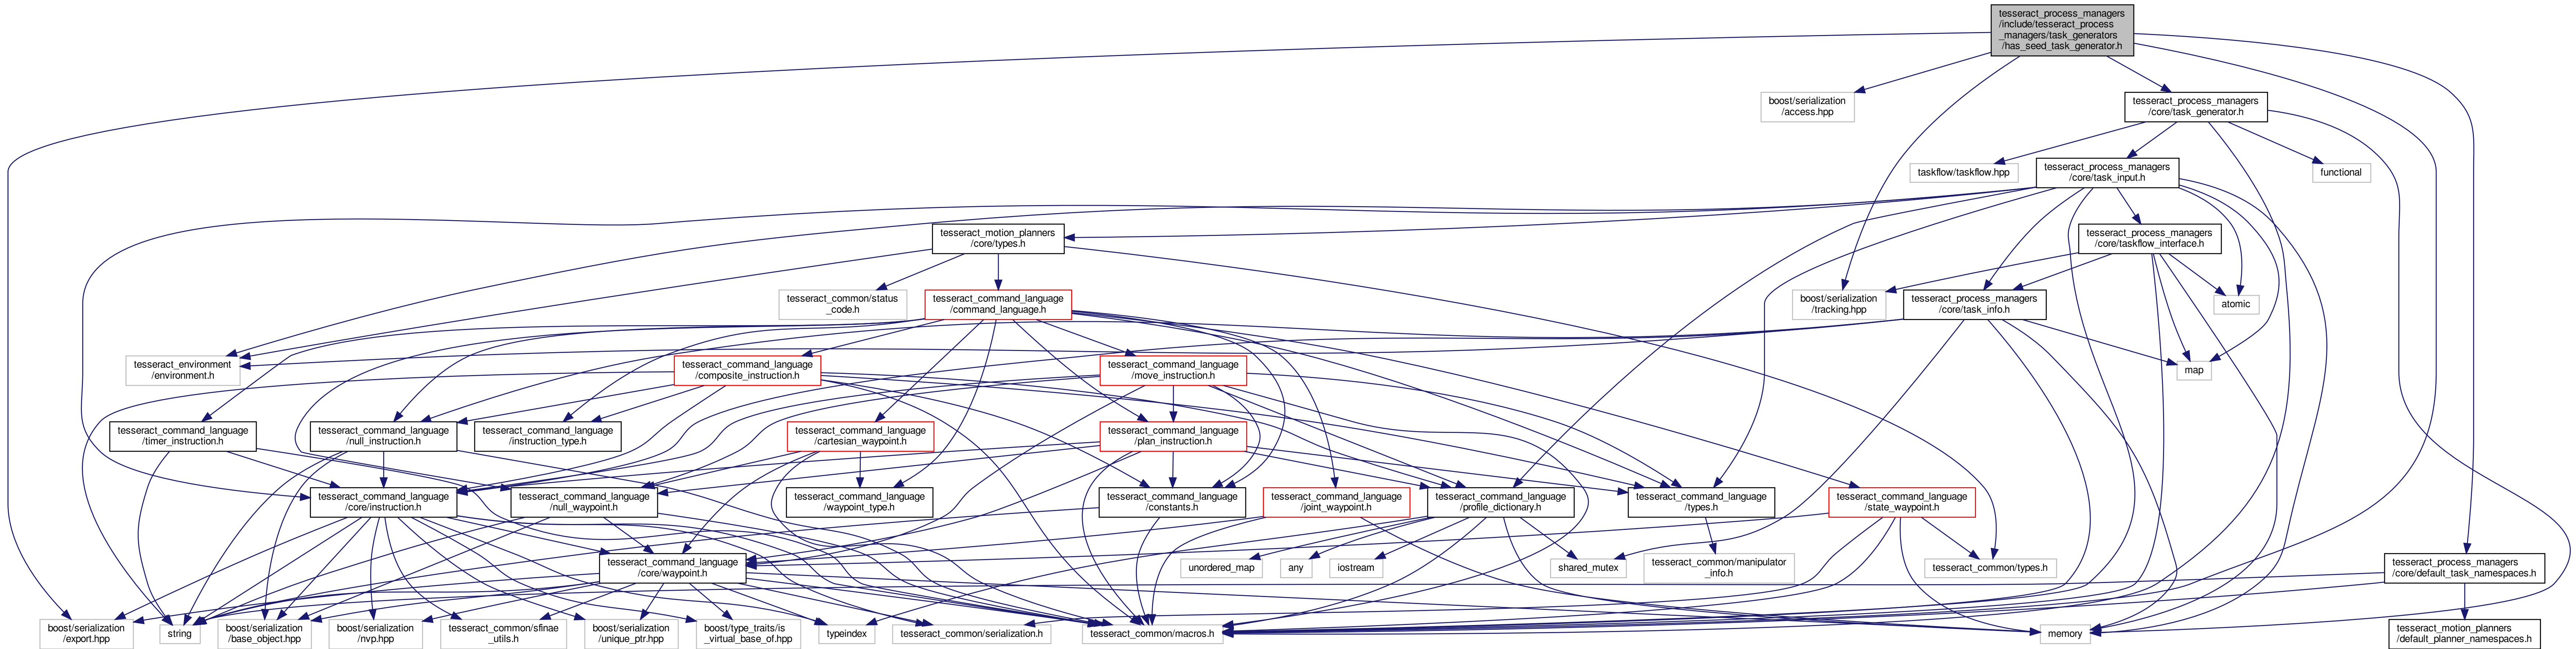 tesseract_process_managers
/include/tesseract_process
_managers/task_generators
/has_seed_task_generator.h
boost/serialization
/access.hpp
tesseract_process_managers
/core/task_generator.h
taskflow/taskflow.hpp
tesseract_process_managers
/core/task_input.h
functional
tesseract_motion_planners
/core/types.h
tesseract_process_managers
/core/taskflow_interface.h
tesseract_common/status
_code.h
tesseract_command_language
/command_language.h
boost/serialization
/tracking.hpp
tesseract_process_managers
/core/task_info.h
atomic
tesseract_environment
/environment.h
tesseract_command_language
/composite_instruction.h
tesseract_command_language
/move_instruction.h
map
tesseract_command_language
/timer_instruction.h
tesseract_command_language
/null_instruction.h
tesseract_command_language
/instruction_type.h
tesseract_command_language
/cartesian_waypoint.h
tesseract_command_language
/plan_instruction.h
tesseract_command_language
/core/instruction.h
tesseract_command_language
/null_waypoint.h
tesseract_command_language
/waypoint_type.h
tesseract_command_language
/constants.h
tesseract_command_language
/joint_waypoint.h
tesseract_command_language
/profile_dictionary.h
tesseract_command_language
/types.h
tesseract_command_language
/state_waypoint.h
tesseract_command_language
/core/waypoint.h
unordered_map
any
iostream
shared_mutex
tesseract_common/manipulator
_info.h
tesseract_common/types.h
tesseract_process_managers
/core/default_task_namespaces.h
boost/serialization
/export.hpp
string
boost/serialization
/base_object.hpp
boost/serialization
/nvp.hpp
tesseract_common/sfinae
_utils.h
boost/serialization
/unique_ptr.hpp
boost/type_traits/is
_virtual_base_of.hpp
typeindex
tesseract_common/serialization.h
tesseract_common/macros.h
memory
tesseract_motion_planners
/default_planner_namespaces.h